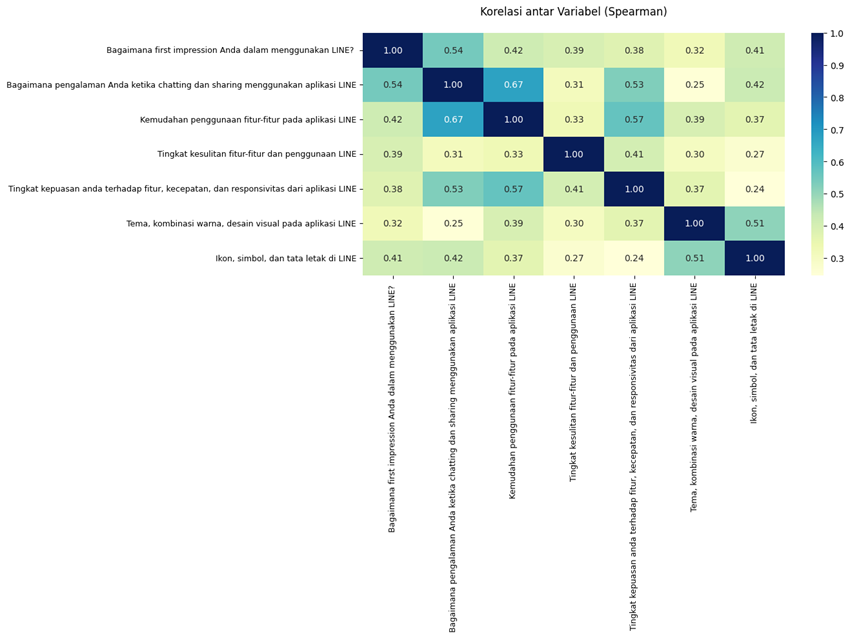 Korelasi antar Variabel (Spearman)
Bagaimana first impression Anda dalam menggunakan LINE? 1.00 0.54 0.42 0.39 0.38 0.32 0.41
Bagaimana pengalaman Anda ketika chatting dan sharing menggunakan aplikasi LINE 0.54 1.00 0.67 0.31 0.53 0.25 0.42
Kemudahan penggunaan fitur-fitur pada aplikasi LINE 0.42 0.67 1.00 0.33 0.57 0.39 0.37
Tingkat kesulitan fitur-fitur dan penggunaan LINE 0.39 0.31 0.33 1.00 0.41 0.30 0.27
Tingkat kepuasan anda terhadap fitur, kecepatan, dan responsivitas dari aplikasi LINE 0.38 0.53 0.57 0.41 1.00 0.37 0.24
Tema, kombinasi warna, desain visual pada aplikasi LINE 0.32 0.25 0.39 0.30 0.37 1.00 0.51
Ikon, simbol, dan tata letak di LINE 0.41 0.42 0.37 0.27 0.24 0.51 1.00
Bagaimana first impression Anda dalam menggunakan LINE?
Bagaimana pengalaman Anda ketika chatting dan sharing menggunakan aplikasi LINE
Kemudahan penggunaan fitur-fitur pada aplikasi LINE
Tingkat kesulitan fitur-fitur dan penggunaan LINE
Tingkat kepuasan anda terhadap fitur, kecepatan, dan responsivitas dari aplikasi LINE
Tema, kombinasi warna, desain visual pada aplikasi LINE
Ikon, simbol, dan tata letak di LINE
1.0
0.9
0.8
0.7
0.6
0.5
0.4
0.3